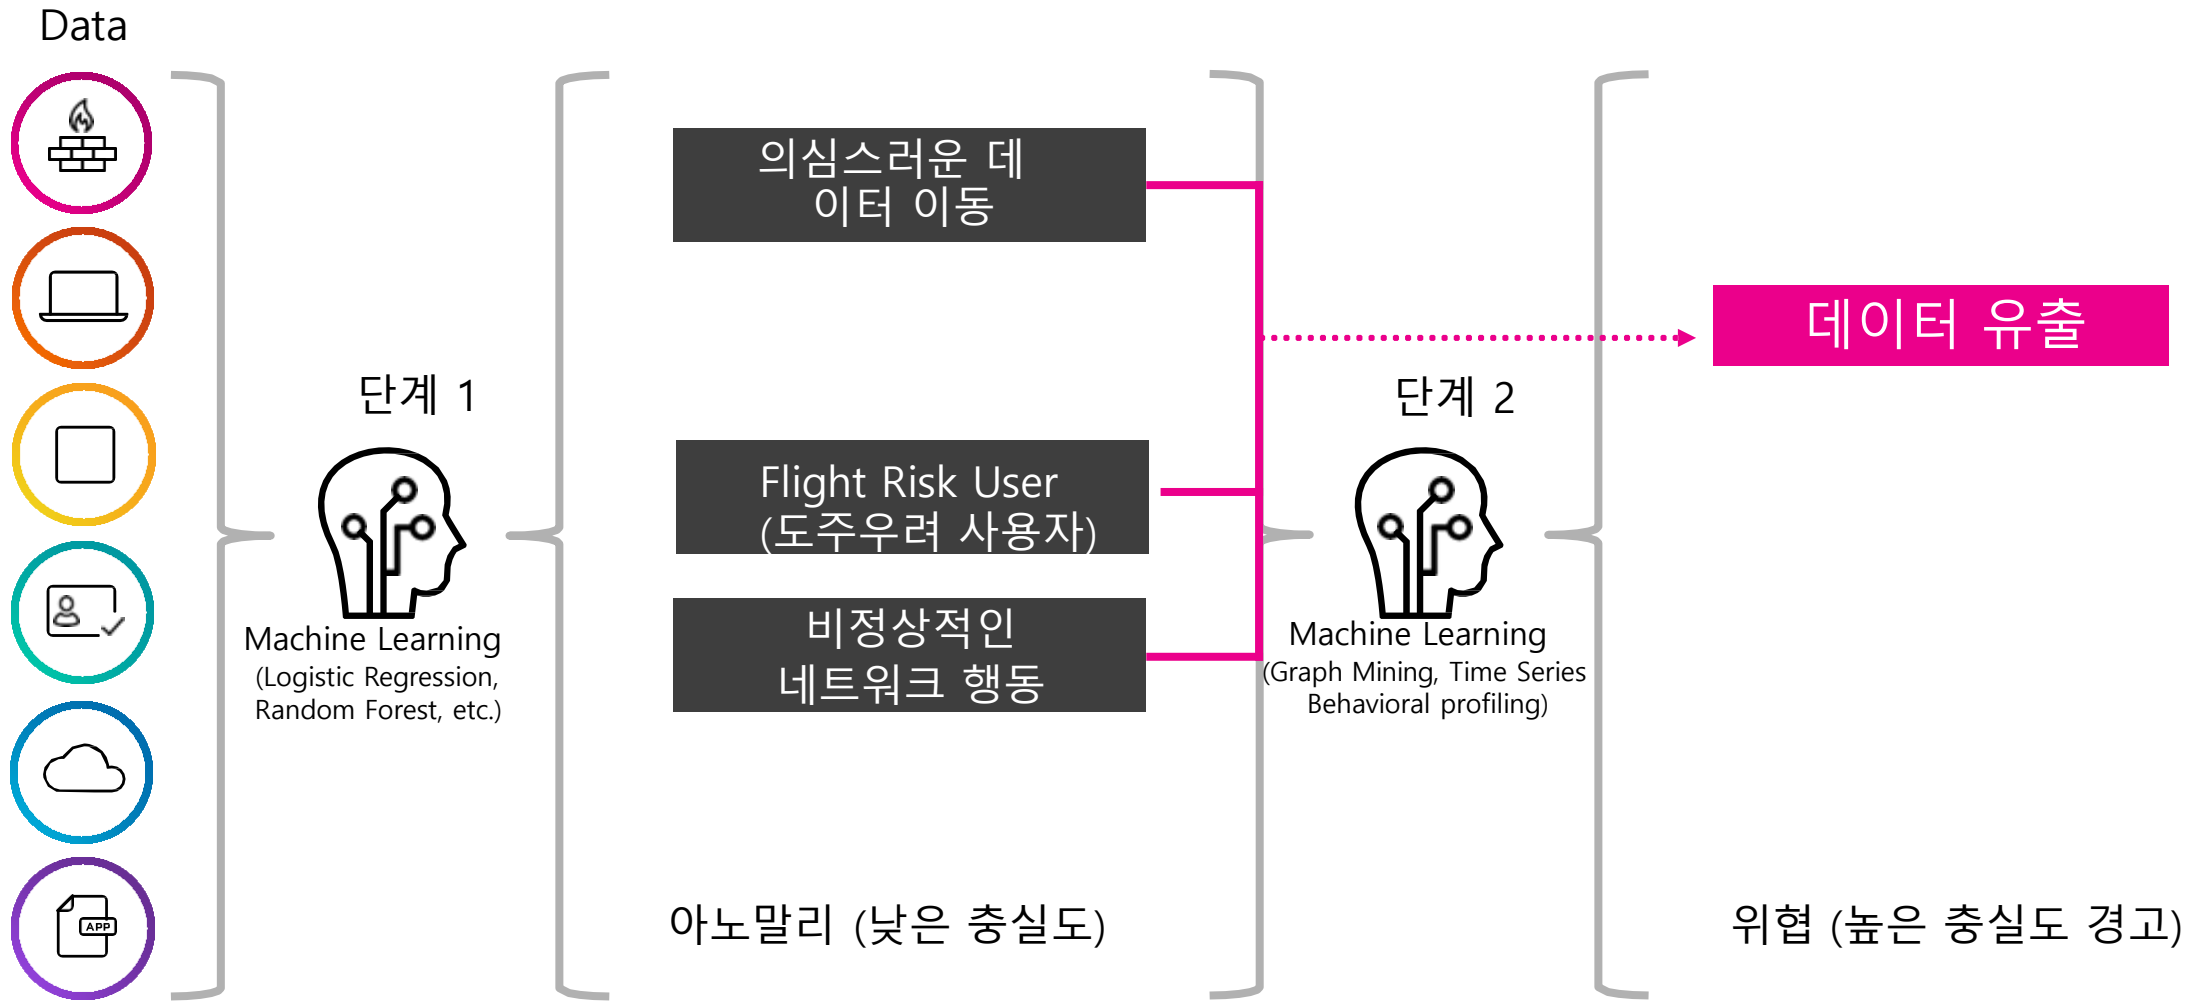 Data
의심스러운 데
이터 이동
데이터 유출
단계 1
단계 2
Flight Risk User
(도주우려 사용자)
비정상적인
네트워크 행동
Machine Learning
(Logistic Regression,
Random Forest, etc.)
Machine Learning
(Graph Mining, Time Series
Behavioral profiling)
APP
아노말리 (낮은 충실도)
위협 (높은 충실도 경고)